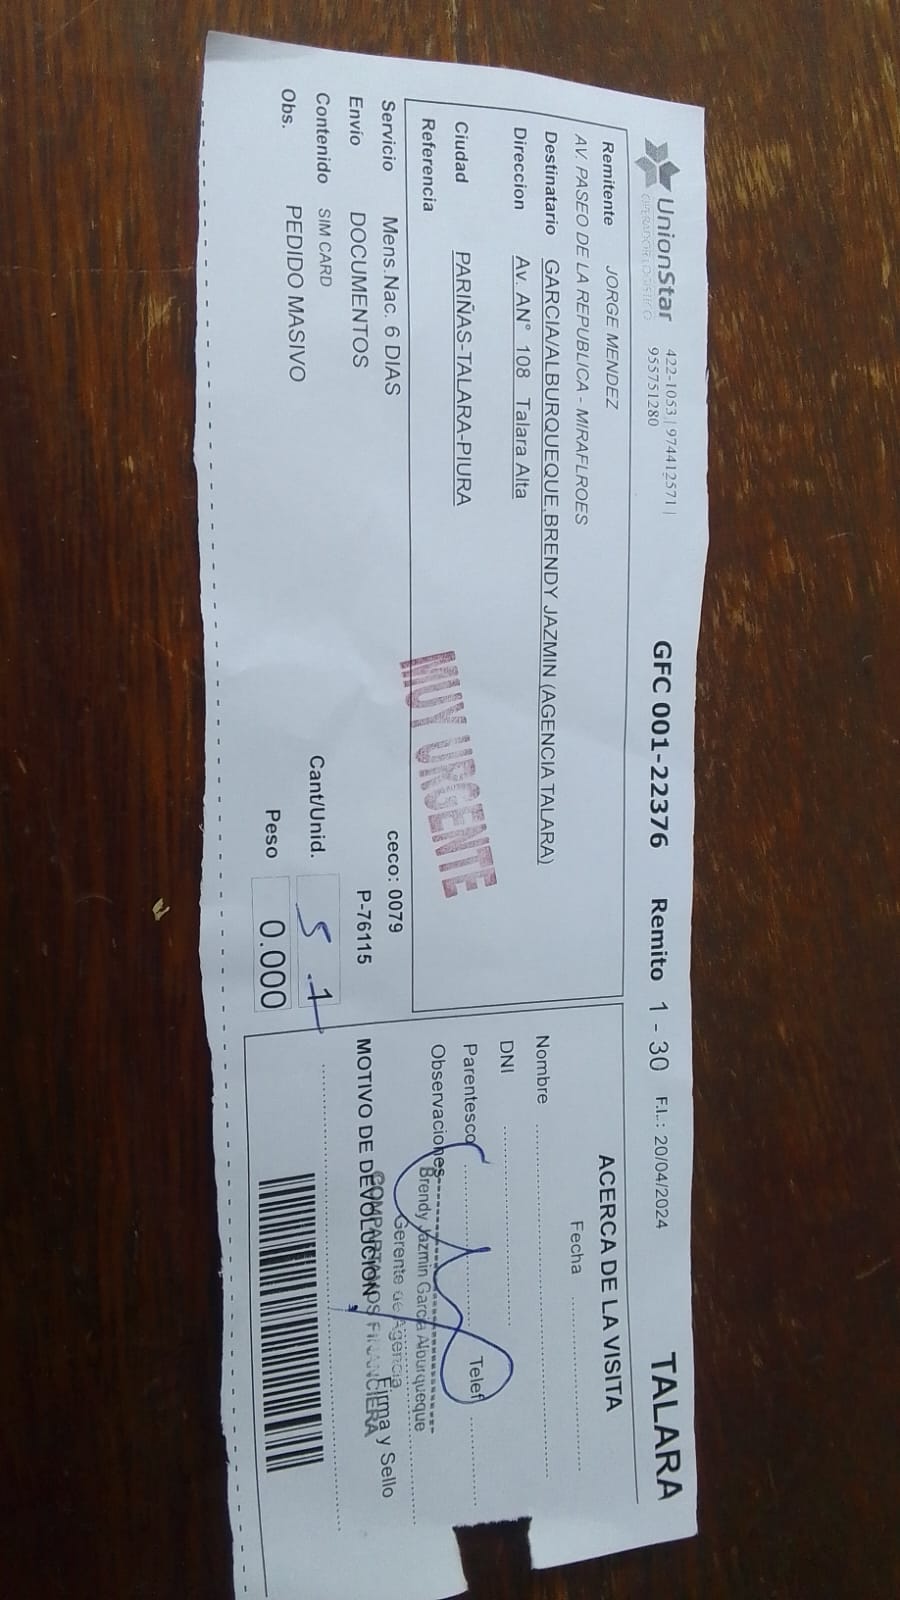 UnionStar 422-1053 | 974412571 | GFC 001-22376 Remito 1 - 30 F.I.: 20/04/2024 TALARA
OPERADOR LOGISTICO 955751280
Remitente JORGE MENDEZ
AV. PASEO DE LA REPUBLICA - MIRAFLROES
Destinatario GARCIA/ALBURQUEQUE,BRENDY JAZMIN (AGENCIA TALARA)
Direccion Av. AN° 108 Talara Alta
Ciudad PARIÑAS-TALARA-PIURA
Referencia
MUY URGENTE
Servicio Mens.Nac. 6 DIAS ceco: 0079
Envío DOCUMENTOS P-76115
Contenido SIM CARD Cant/Unid.
Obs. PEDIDO MASIVO Peso 0.000
ACERCA DE LA VISITA
Fecha
Nombre
DNI
Parentesco Telef
Observaciones
Brendy Jazmin Garcia Alburqueque
Gerente de Agencia
COMPARTAMOS FINANCIERA
MOTIVO DE DEVOLUCION Firma y Sello